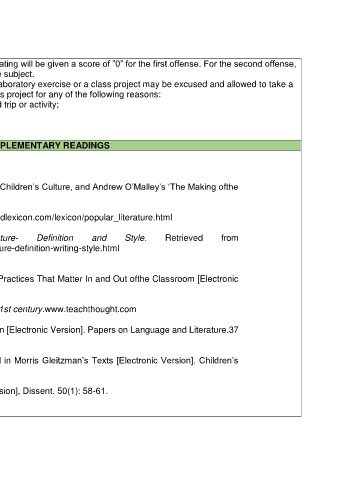 ating will be given a score of "0" for the first offense. For the second offense,
e subject.
aboratory exercise or a class project may be excused and allowed to take a
s project for any of the following reasons:
d trip or activity;
PLEMENTARY READINGS
Children's Culture, and Andrew O'Malley's 'The Making ofthe
dlexicon.com/lexicon/popular_literature.html
ture- Definition and Style. Retrieved from
ure-definition-writing-style.html
Practices That Matter In and Out ofthe Classroom [Electronic
1st century.www.teachthought.com
n [Electronic Version]. Papers on Language and Literature.37
l in Morris Gleitzman's Texts [Electronic Version]. Children's
sion], Dissent. 50(1): 58-61.